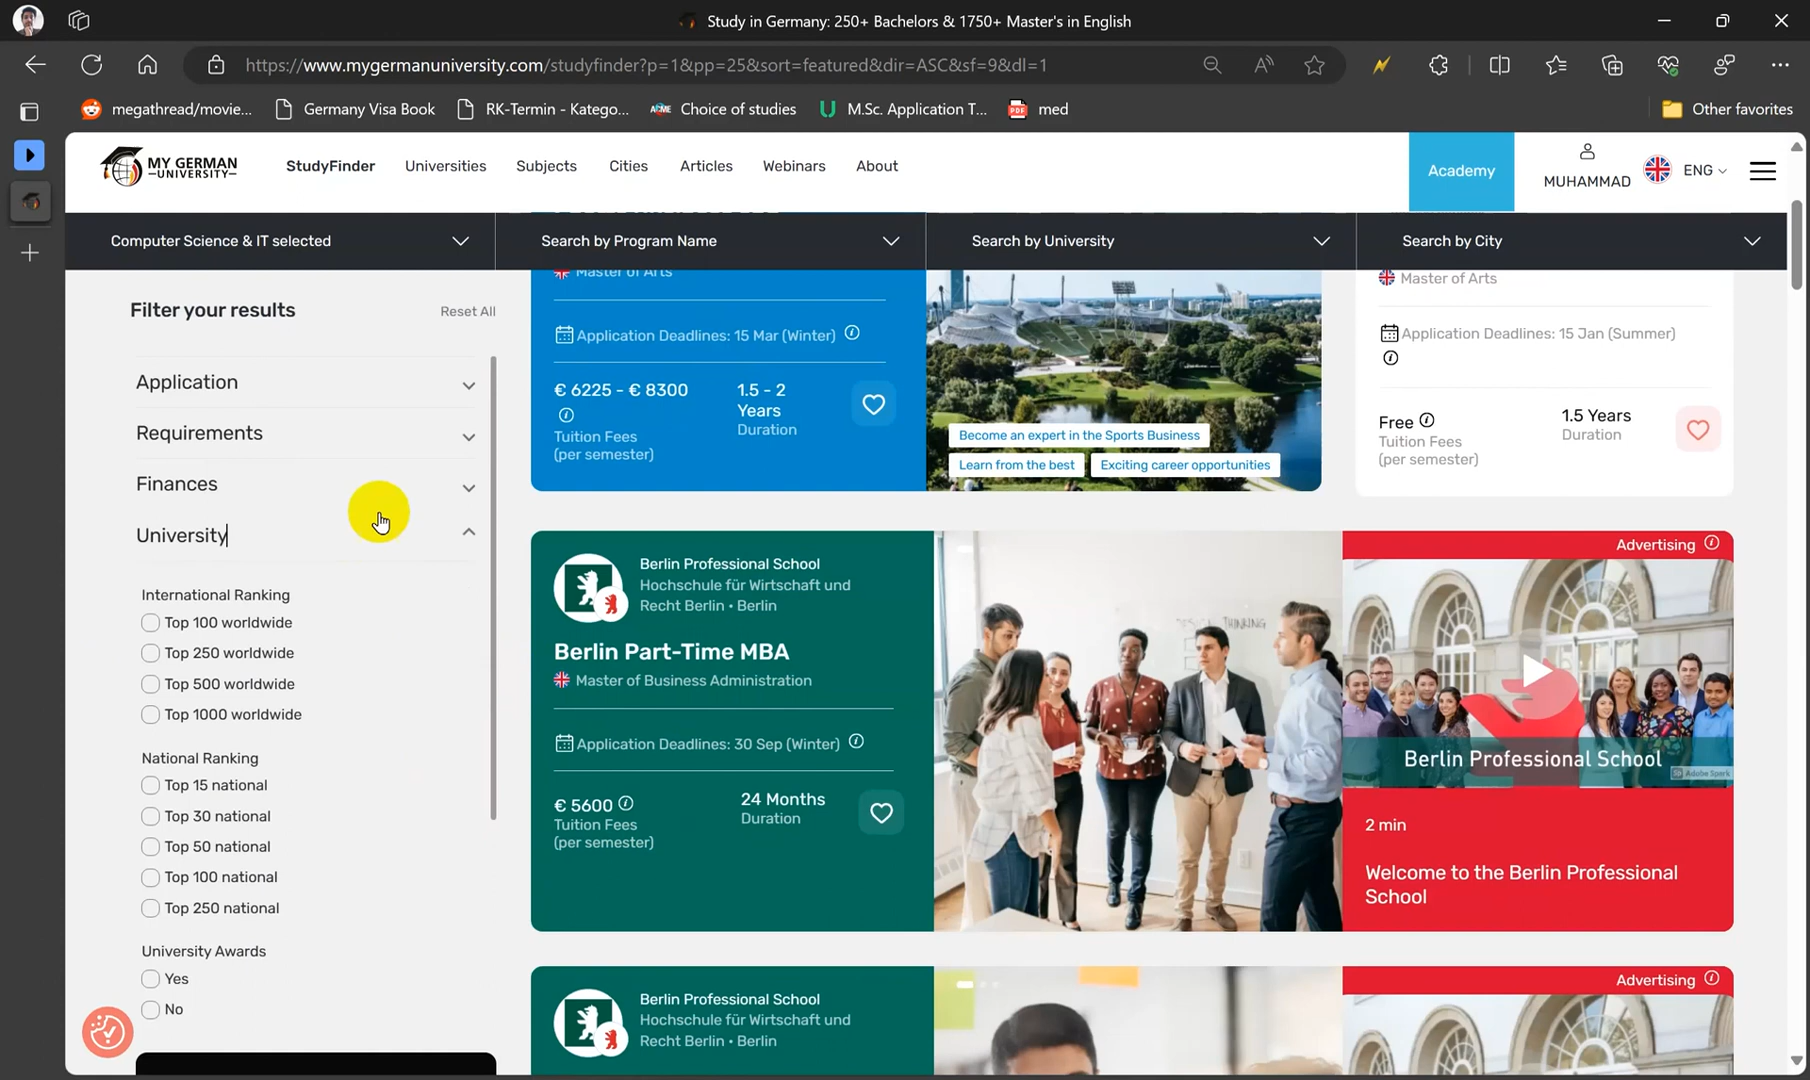 Study in Germany: 250+ Bachelors & 1750+ Master's in English
https://www.mygermanuniversity.com/studyfinder?p=1&pp=25&sort=featured&dir=ASC&sf=9&dl=1
megathread/movie...
Germany Visa Book
RK-Termin - Katego...
Choice of studies
M.Sc. Application T...
med
Other favorites
MY GERMAN
UNIVERSITY
StudyFinder
Universities
Subjects
Cities
Articles
Webinars
About
Academy
MUHAMMAD
ENG
Computer Science & IT selected
Search by Program Name
Search by University
Search by City
Filter your results
Reset All
Application
Requirements
Finances
University
International Ranking
Top 100 worldwide
Top 250 worldwide
Top 500 worldwide
Top 1000 worldwide
National Ranking
Top 15 national
Top 30 national
Top 50 national
Top 100 national
Top 250 national
University Awards
Yes
No
Master of Arts
Application Deadlines: 15 Mar (Winter)
€ 6225 - € 8300
Tuition Fees
(per semester)
1.5 - 2
Years
Duration
Become an expert in the Sports Business
Learn from the best
Exciting career opportunities
Master of Arts
Application Deadlines: 15 Jan (Summer)
Free
Tuition Fees
(per semester)
1.5 Years
Duration
Berlin Professional School
Hochschule für Wirtschaft und
Recht Berlin • Berlin
Berlin Part-Time MBA
Master of Business Administration
Application Deadlines: 30 Sep (Winter)
€ 5600
Tuition Fees
(per semester)
24 Months
Duration
DESIGN THINKING
Advertising
Berlin Professional School
Adobe Spark
2 min
Welcome to the Berlin Professional
School
Berlin Professional School
Hochschule für Wirtschaft und
Recht Berlin • Berlin
Advertising